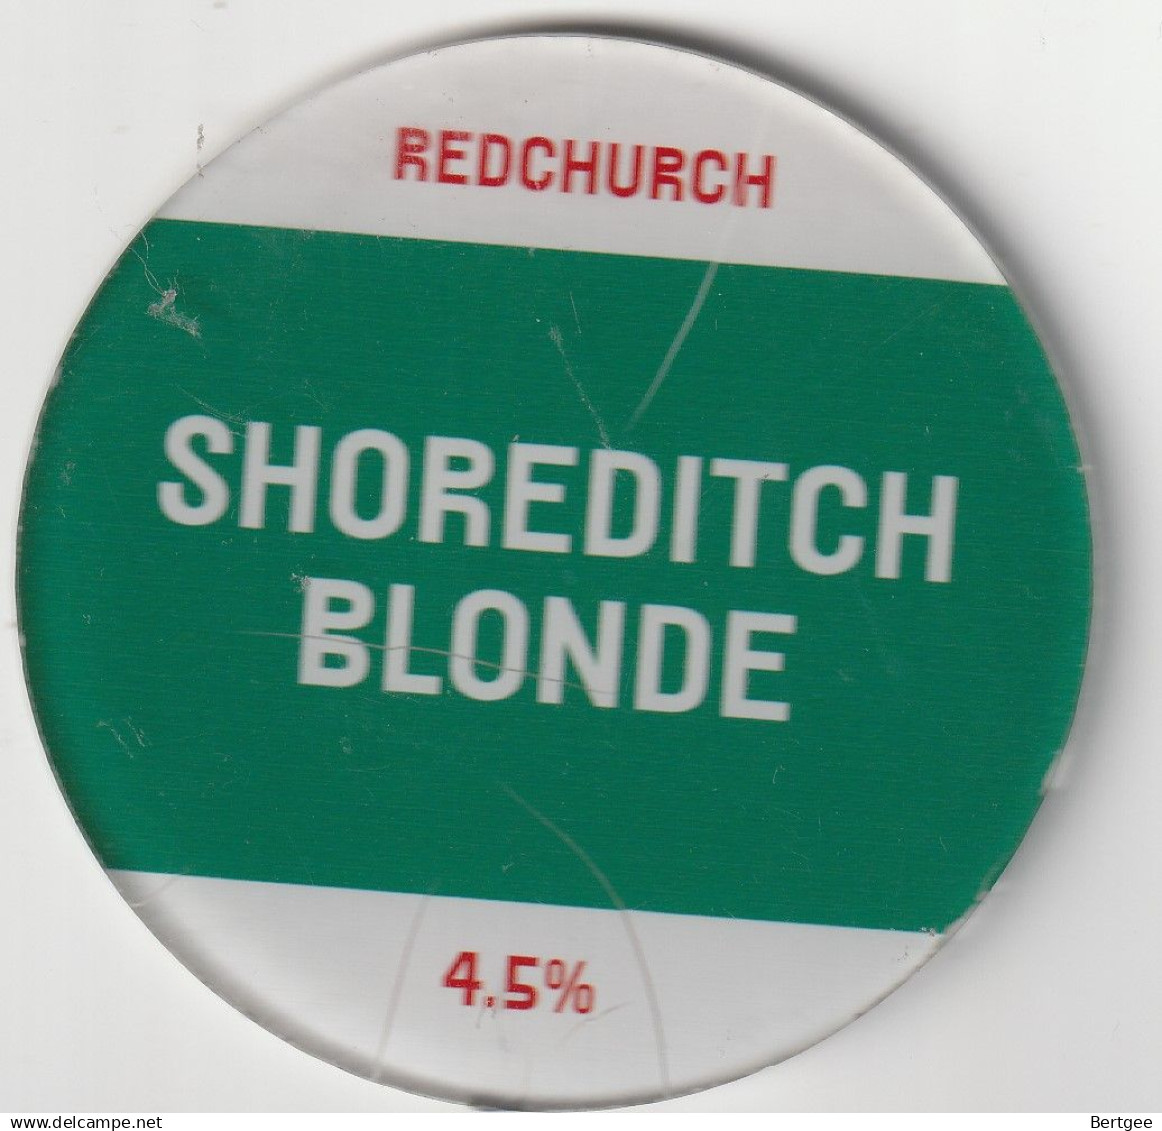 REDCHURCH
SHOREDITCH
BLONDE
4.5%
www.delcampe.net
Bertgee